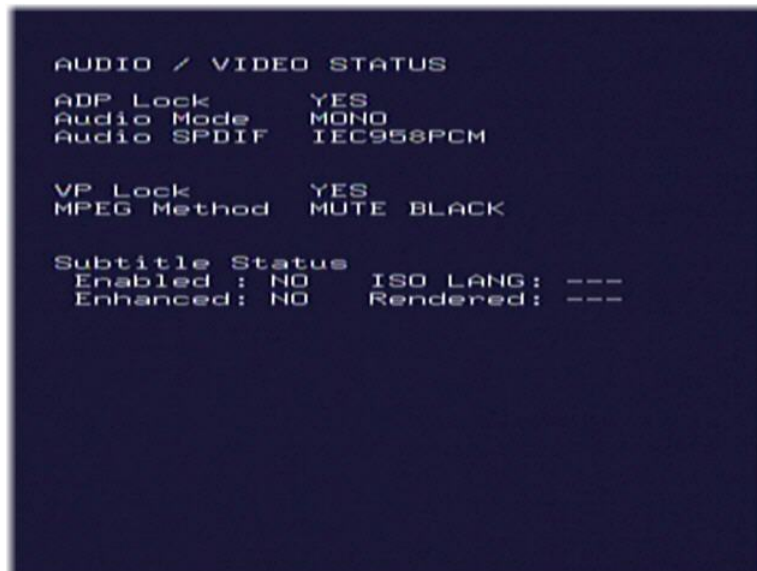 AUDIO / VIDEO STATUS
ADP Lock YES
Audio Mode MONO
Audio SPDIF IEC958PCM
VP Lock YES
MPEG Method MUTE BLACK
Subtitle Status
Enabled : NO ISO LANG: ---
Enhanced: NO Rendered: ---